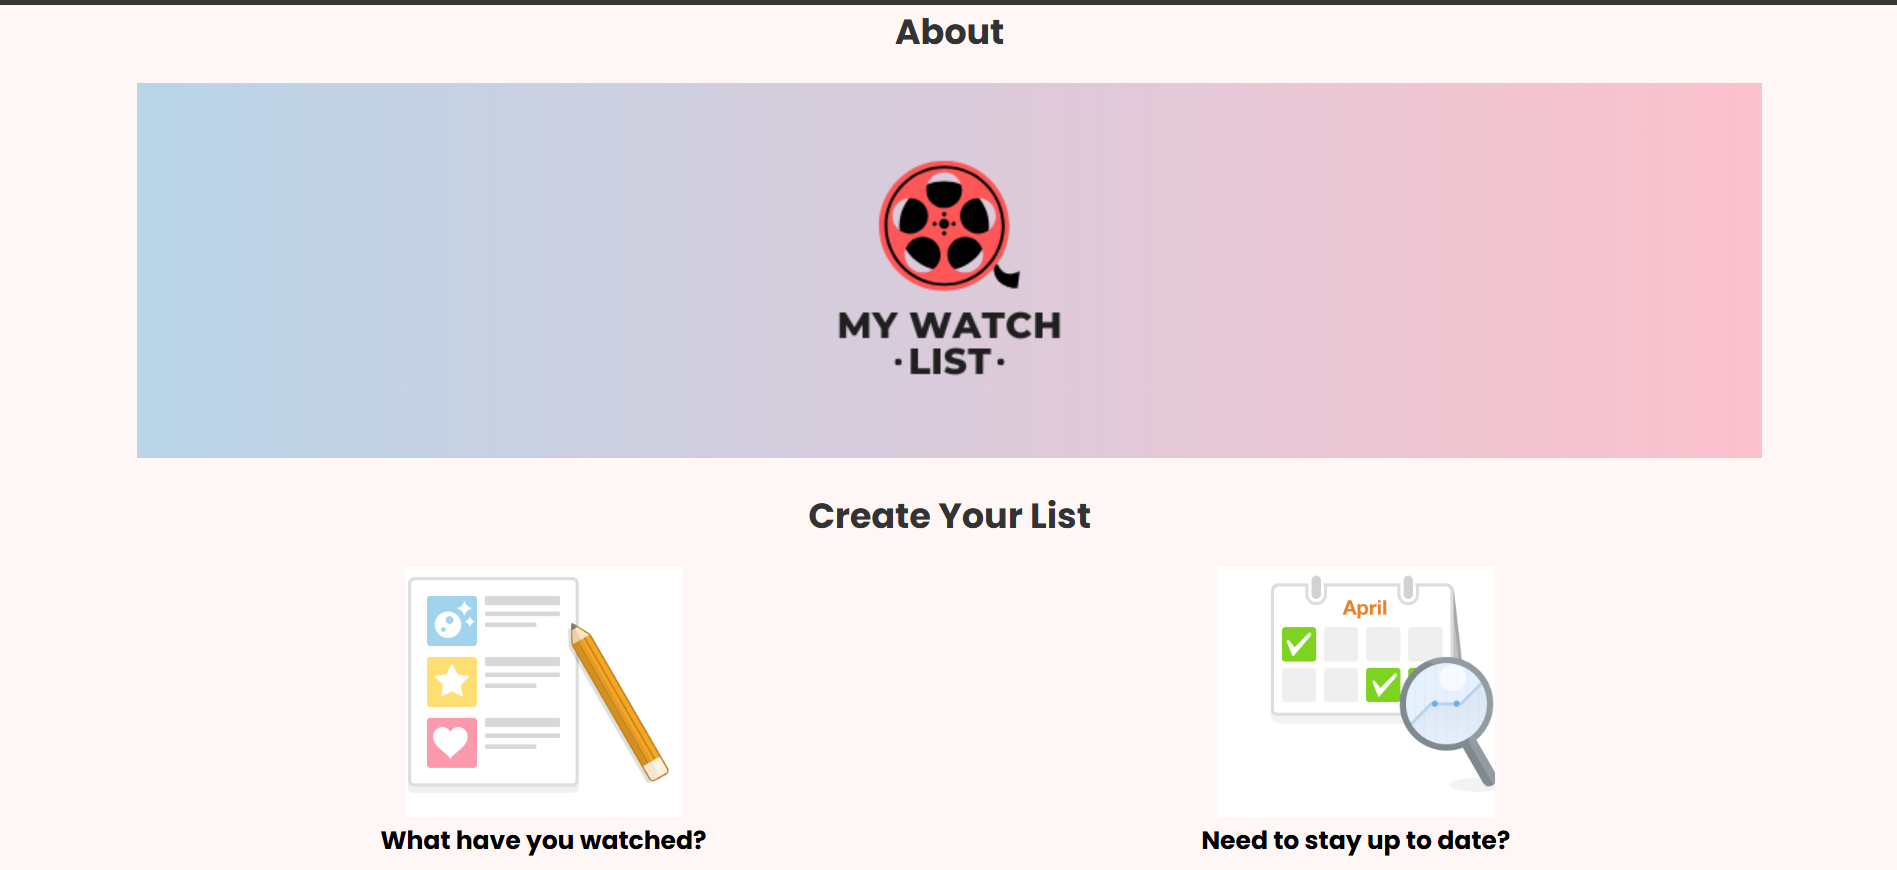 About
MY WATCH
·LIST·
Create Your List
April
What have you watched?
Need to stay up to date?